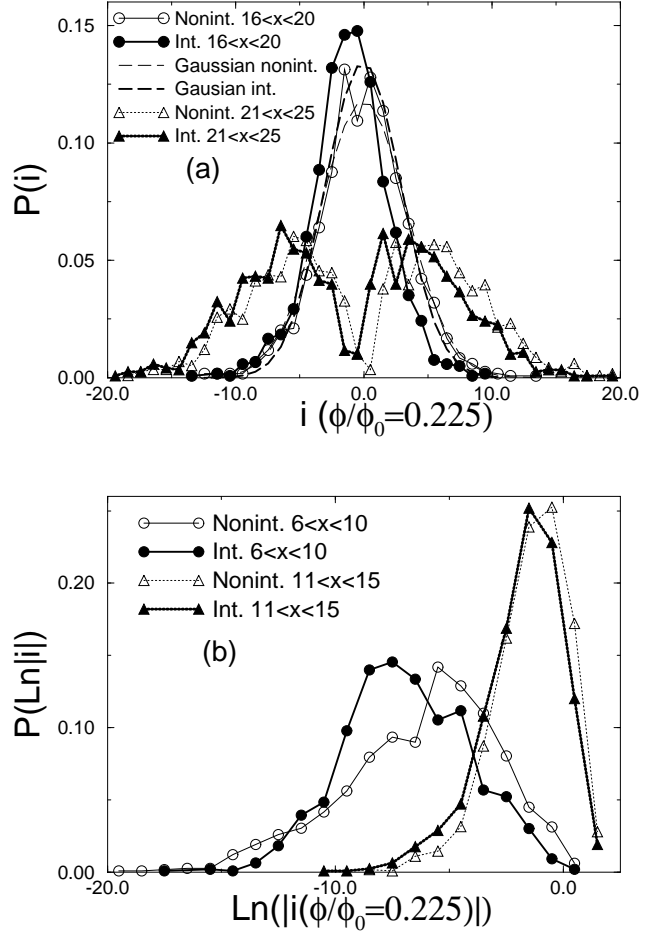 0.15
0.10
0.05
0.00
P(i)
Nonint. 16<x<20
Int. 16<x<20
Gaussian nonint.
Gausian int.
Nonint. 21<x<25
Int. 21<x<25
(a)
-20.0 -10.0 0.0 10.0 20.0
i (ϕ/ϕ₀=0.225)
0.20
0.10
0.00
P(Ln|i|)
Nonint. 6<x<10
Int. 6<x<10
Nonint. 11<x<15
Int. 11<x<15
(b)
-20.0 -10.0 0.0
Ln(|i(ϕ/ϕ₀=0.225)|)